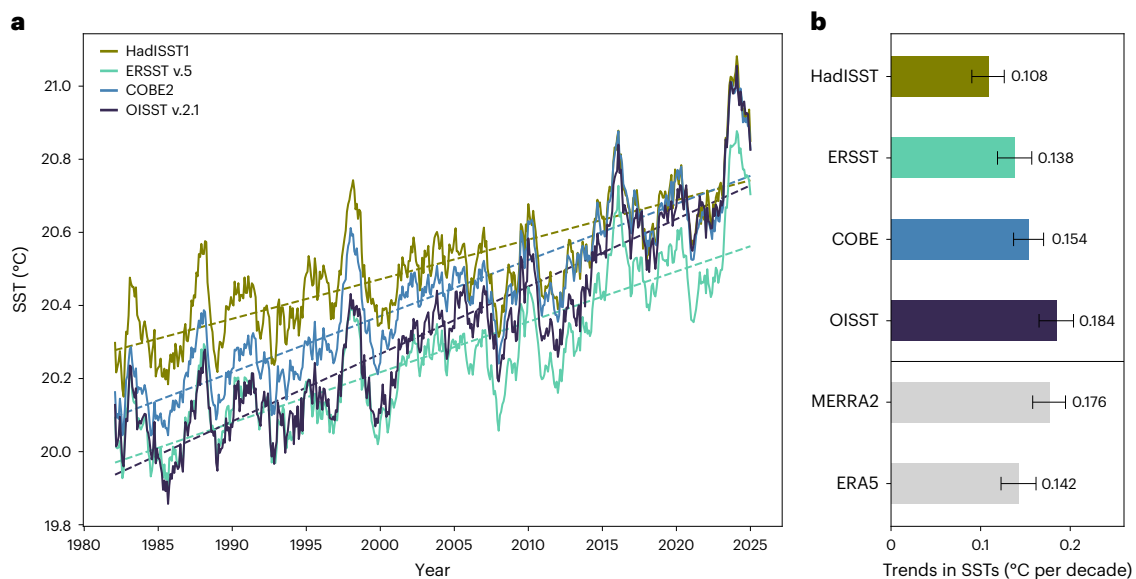 a
HadISST1
ERSST v.5
COBE2
OISST v.2.1
SST (°C)
21.0
20.8
20.6
20.4
20.2
20.0
19.8
1980
1985
1990
1995
2000
2005
2010
2015
2020
2025
Year
b
HadISST
0.108
ERSST
0.138
COBE
0.154
OISST
0.184
MERRA2
0.176
ERA5
0.142
0
0.1
0.2
Trends in SSTs (°C per decade)